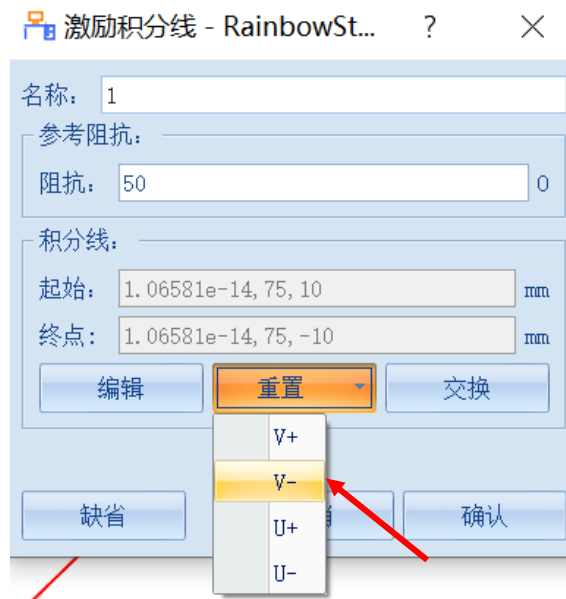 激励积分线 - RainbowSt... ?
名称: 1
参考阻抗:
阻抗: 50 O
积分线:
起始: 1.06581e-14,75,10 mm
终点: 1.06581e-14,75,-10 mm
编辑 重置 交换
V+
V-
缺省 确认
U+
U-